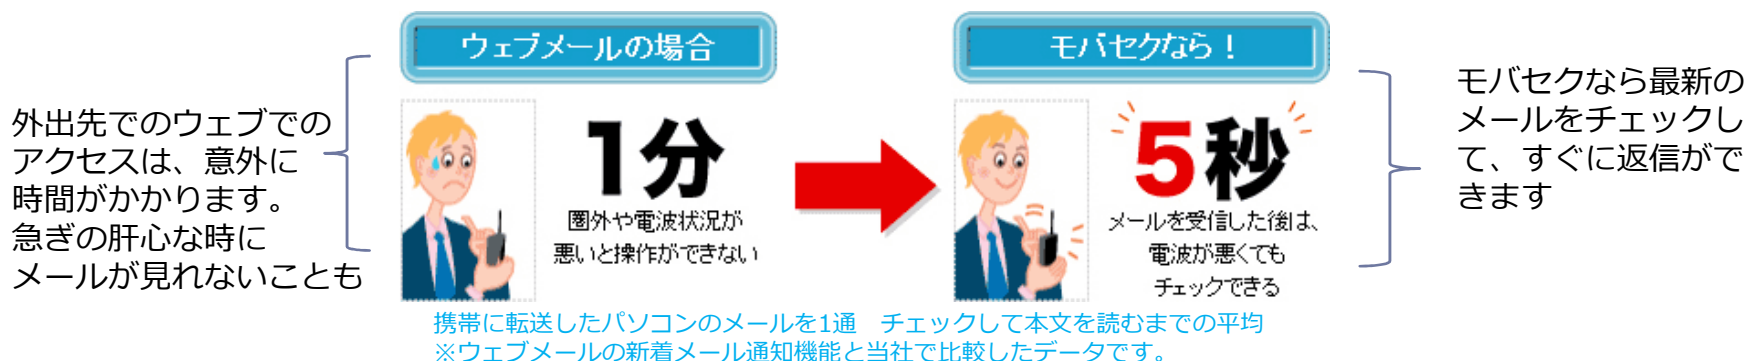 外出先でのウェブでの
アクセスは、意外に
時間がかかります。
急ぎの肝心な時に
メールが見れないことも
ウェブメールの場合
1分
圏外や電波状況が
悪いと操作ができない
モバセクなら！
5秒
メールを受信した後は、
電波が悪くても
チェックできる
モバセクなら最新の
メールをチェックし
て、すぐに返信がで
きます
携帯に転送したパソコンのメールを1通　チェックして本文を読むまでの平均
※ウェブメールの新着メール通知機能と当社で比較したデータです。